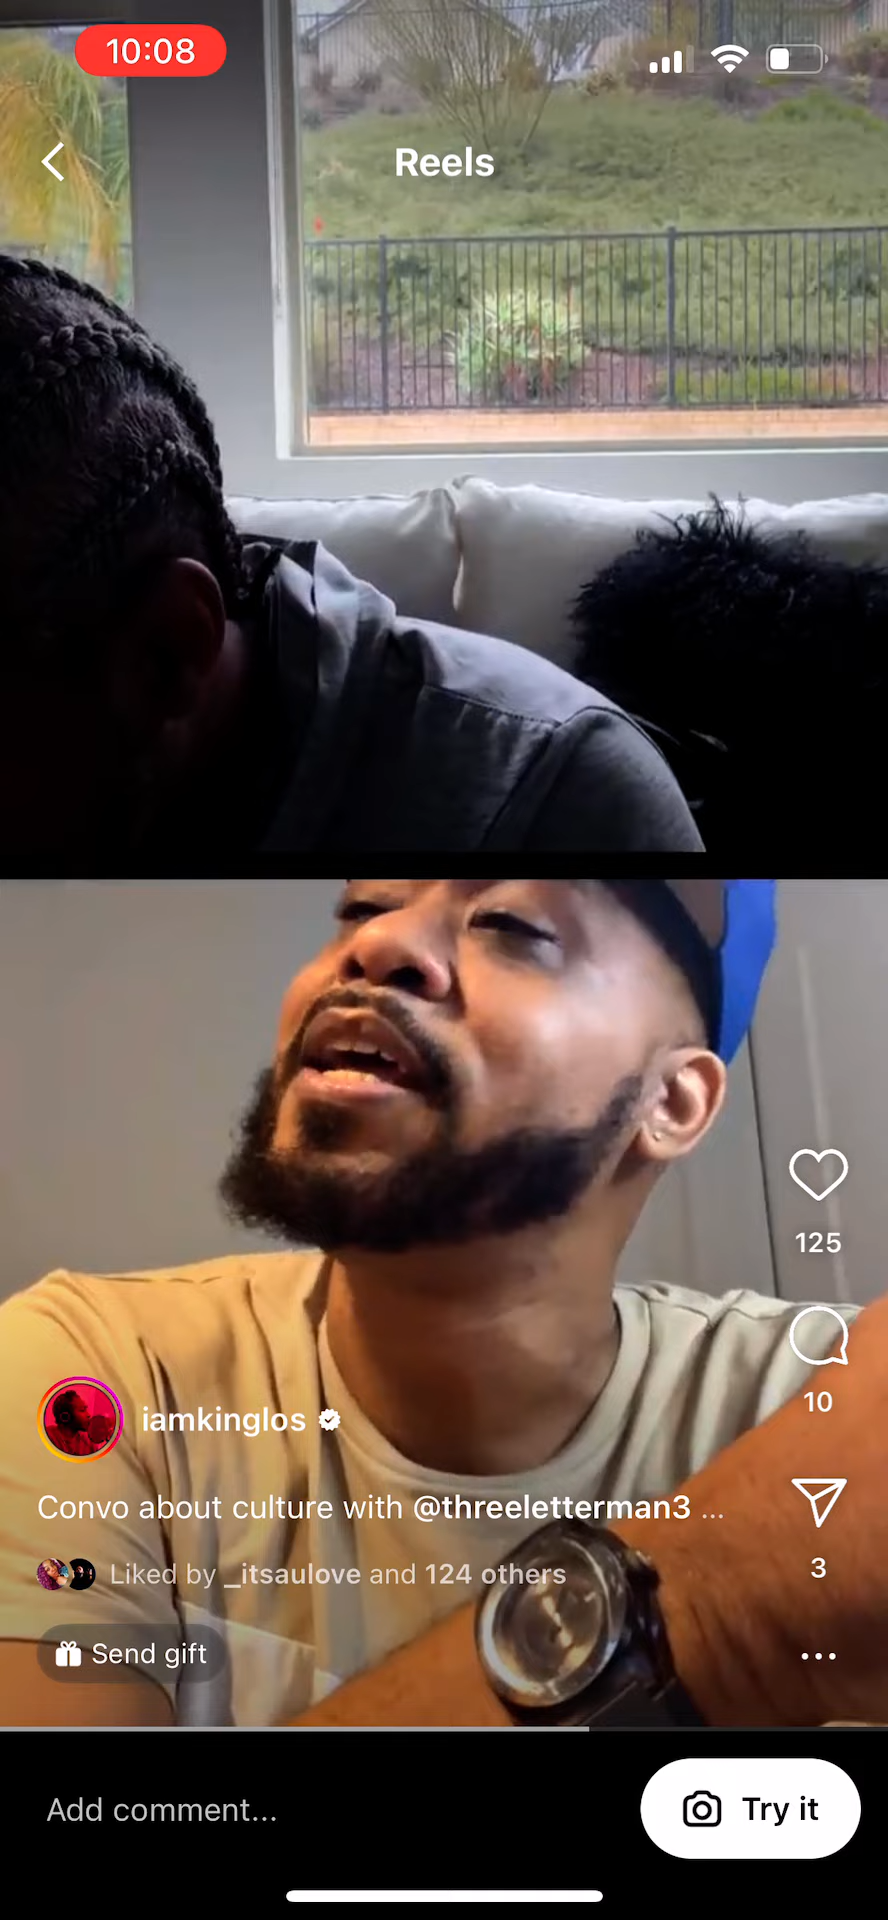 10:08
Reels
125
10
iamkinglos
Convo about culture with @threeletterman3 ...
3
Liked by _itsaulove and 124 others
Send gift
Add comment...
Try it